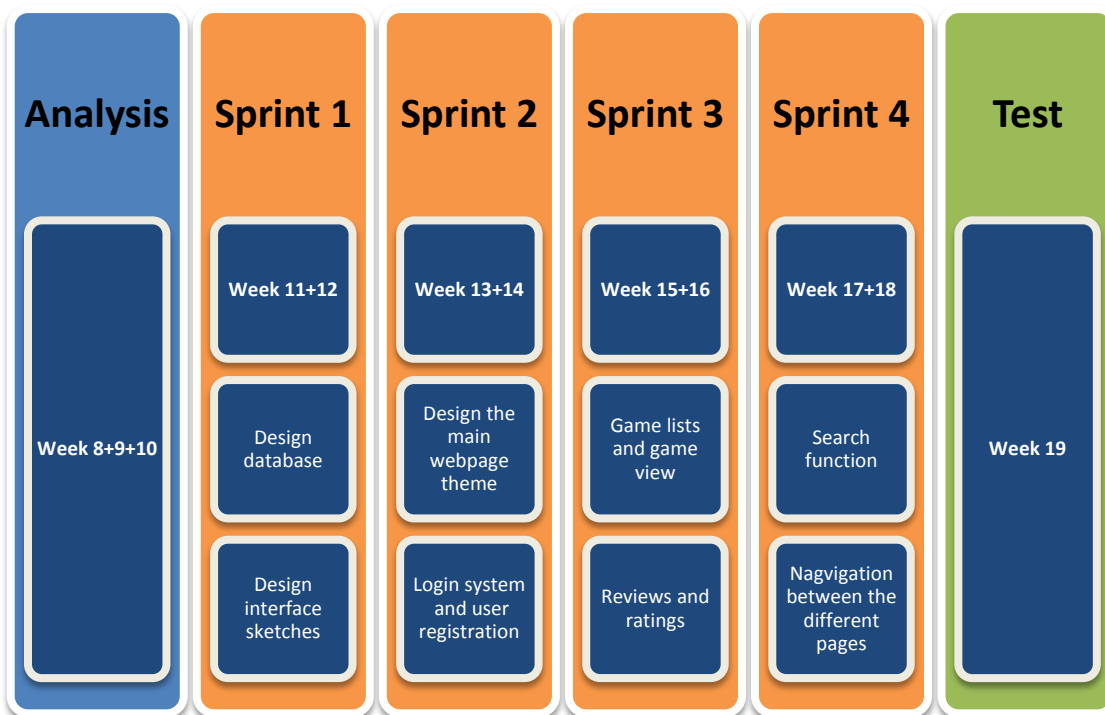 Analysis
Week 8+9+10
Sprint 1
Week 11+12
Design
database
Design
interface
sketches
Sprint 2
Week 13+14
Design the
main
webpage
theme
Login system
and user
registration
Sprint 3
Week 15+16
Game lists
and game
view
Reviews and
ratings
Sprint 4
Week 17+18
Search
function
Nagvigation
between the
different
pages
Test
Week 19